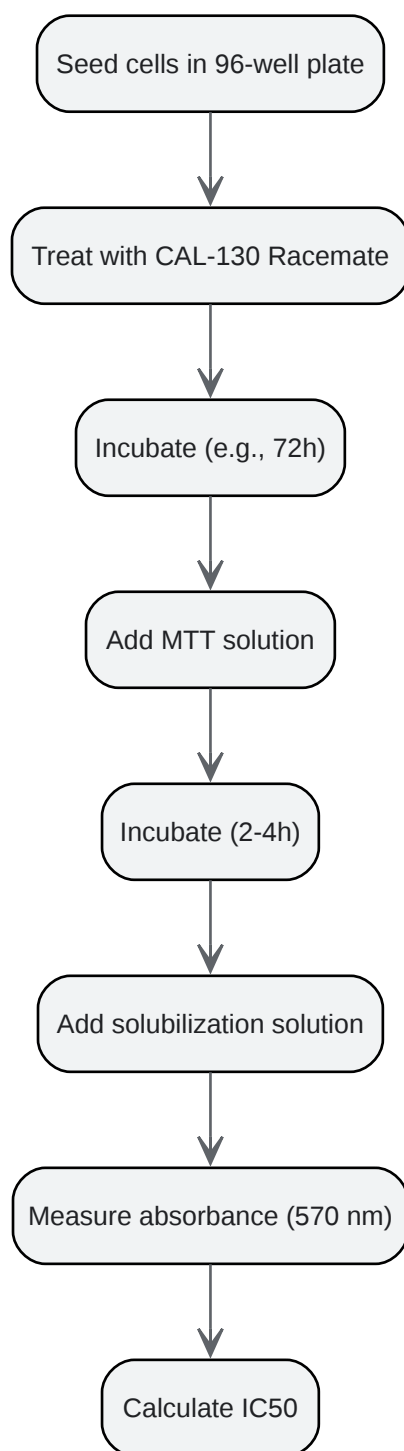 Seed cells in 96-well plate
Treat with CAL-130 Racemate
Incubate (e.g., 72h)
Add MTT solution
Incubate (2-4h)
Add solubilization solution
Measure absorbance (570 nm)
Calculate IC50